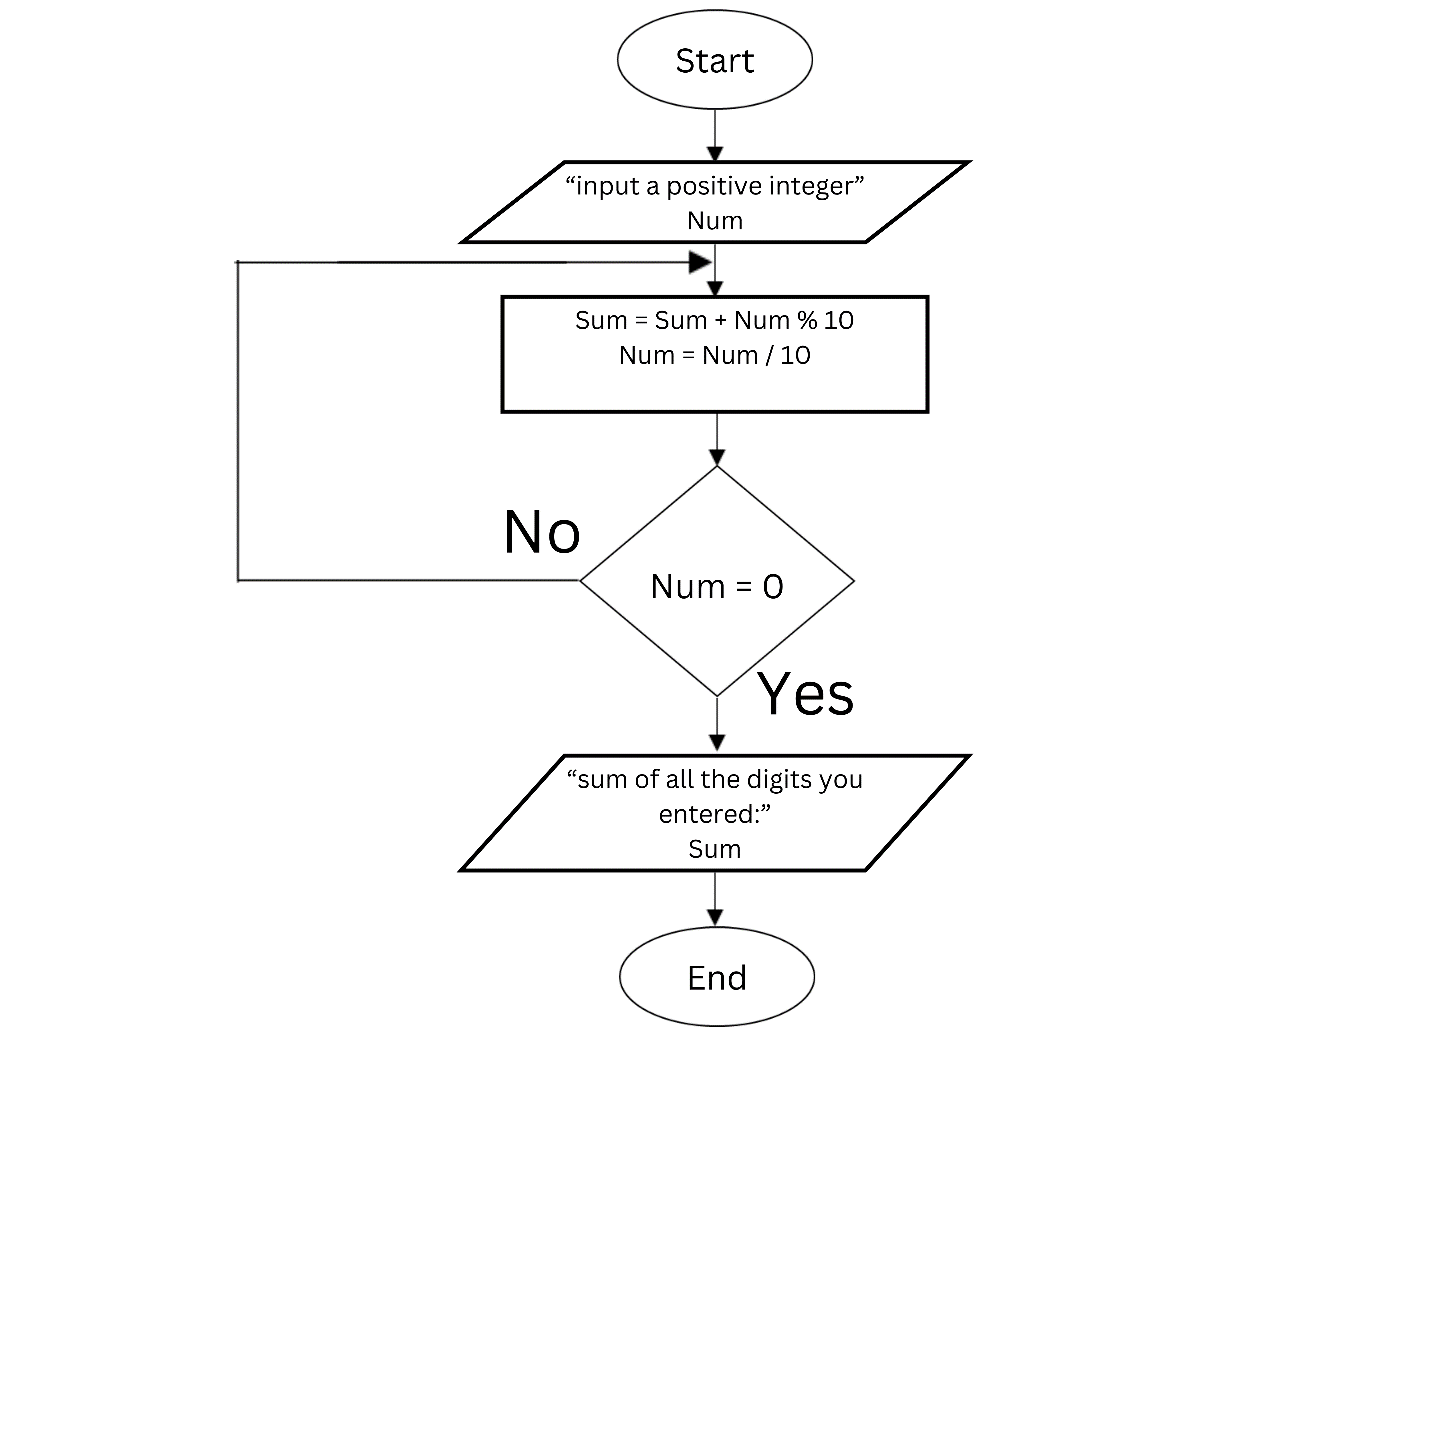 Start
“input a positive integer”
Num
Sum = Sum + Num % 10
Num = Num / 10
No
Num = 0
Yes
“sum of all the digits you
entered:”
Sum
End